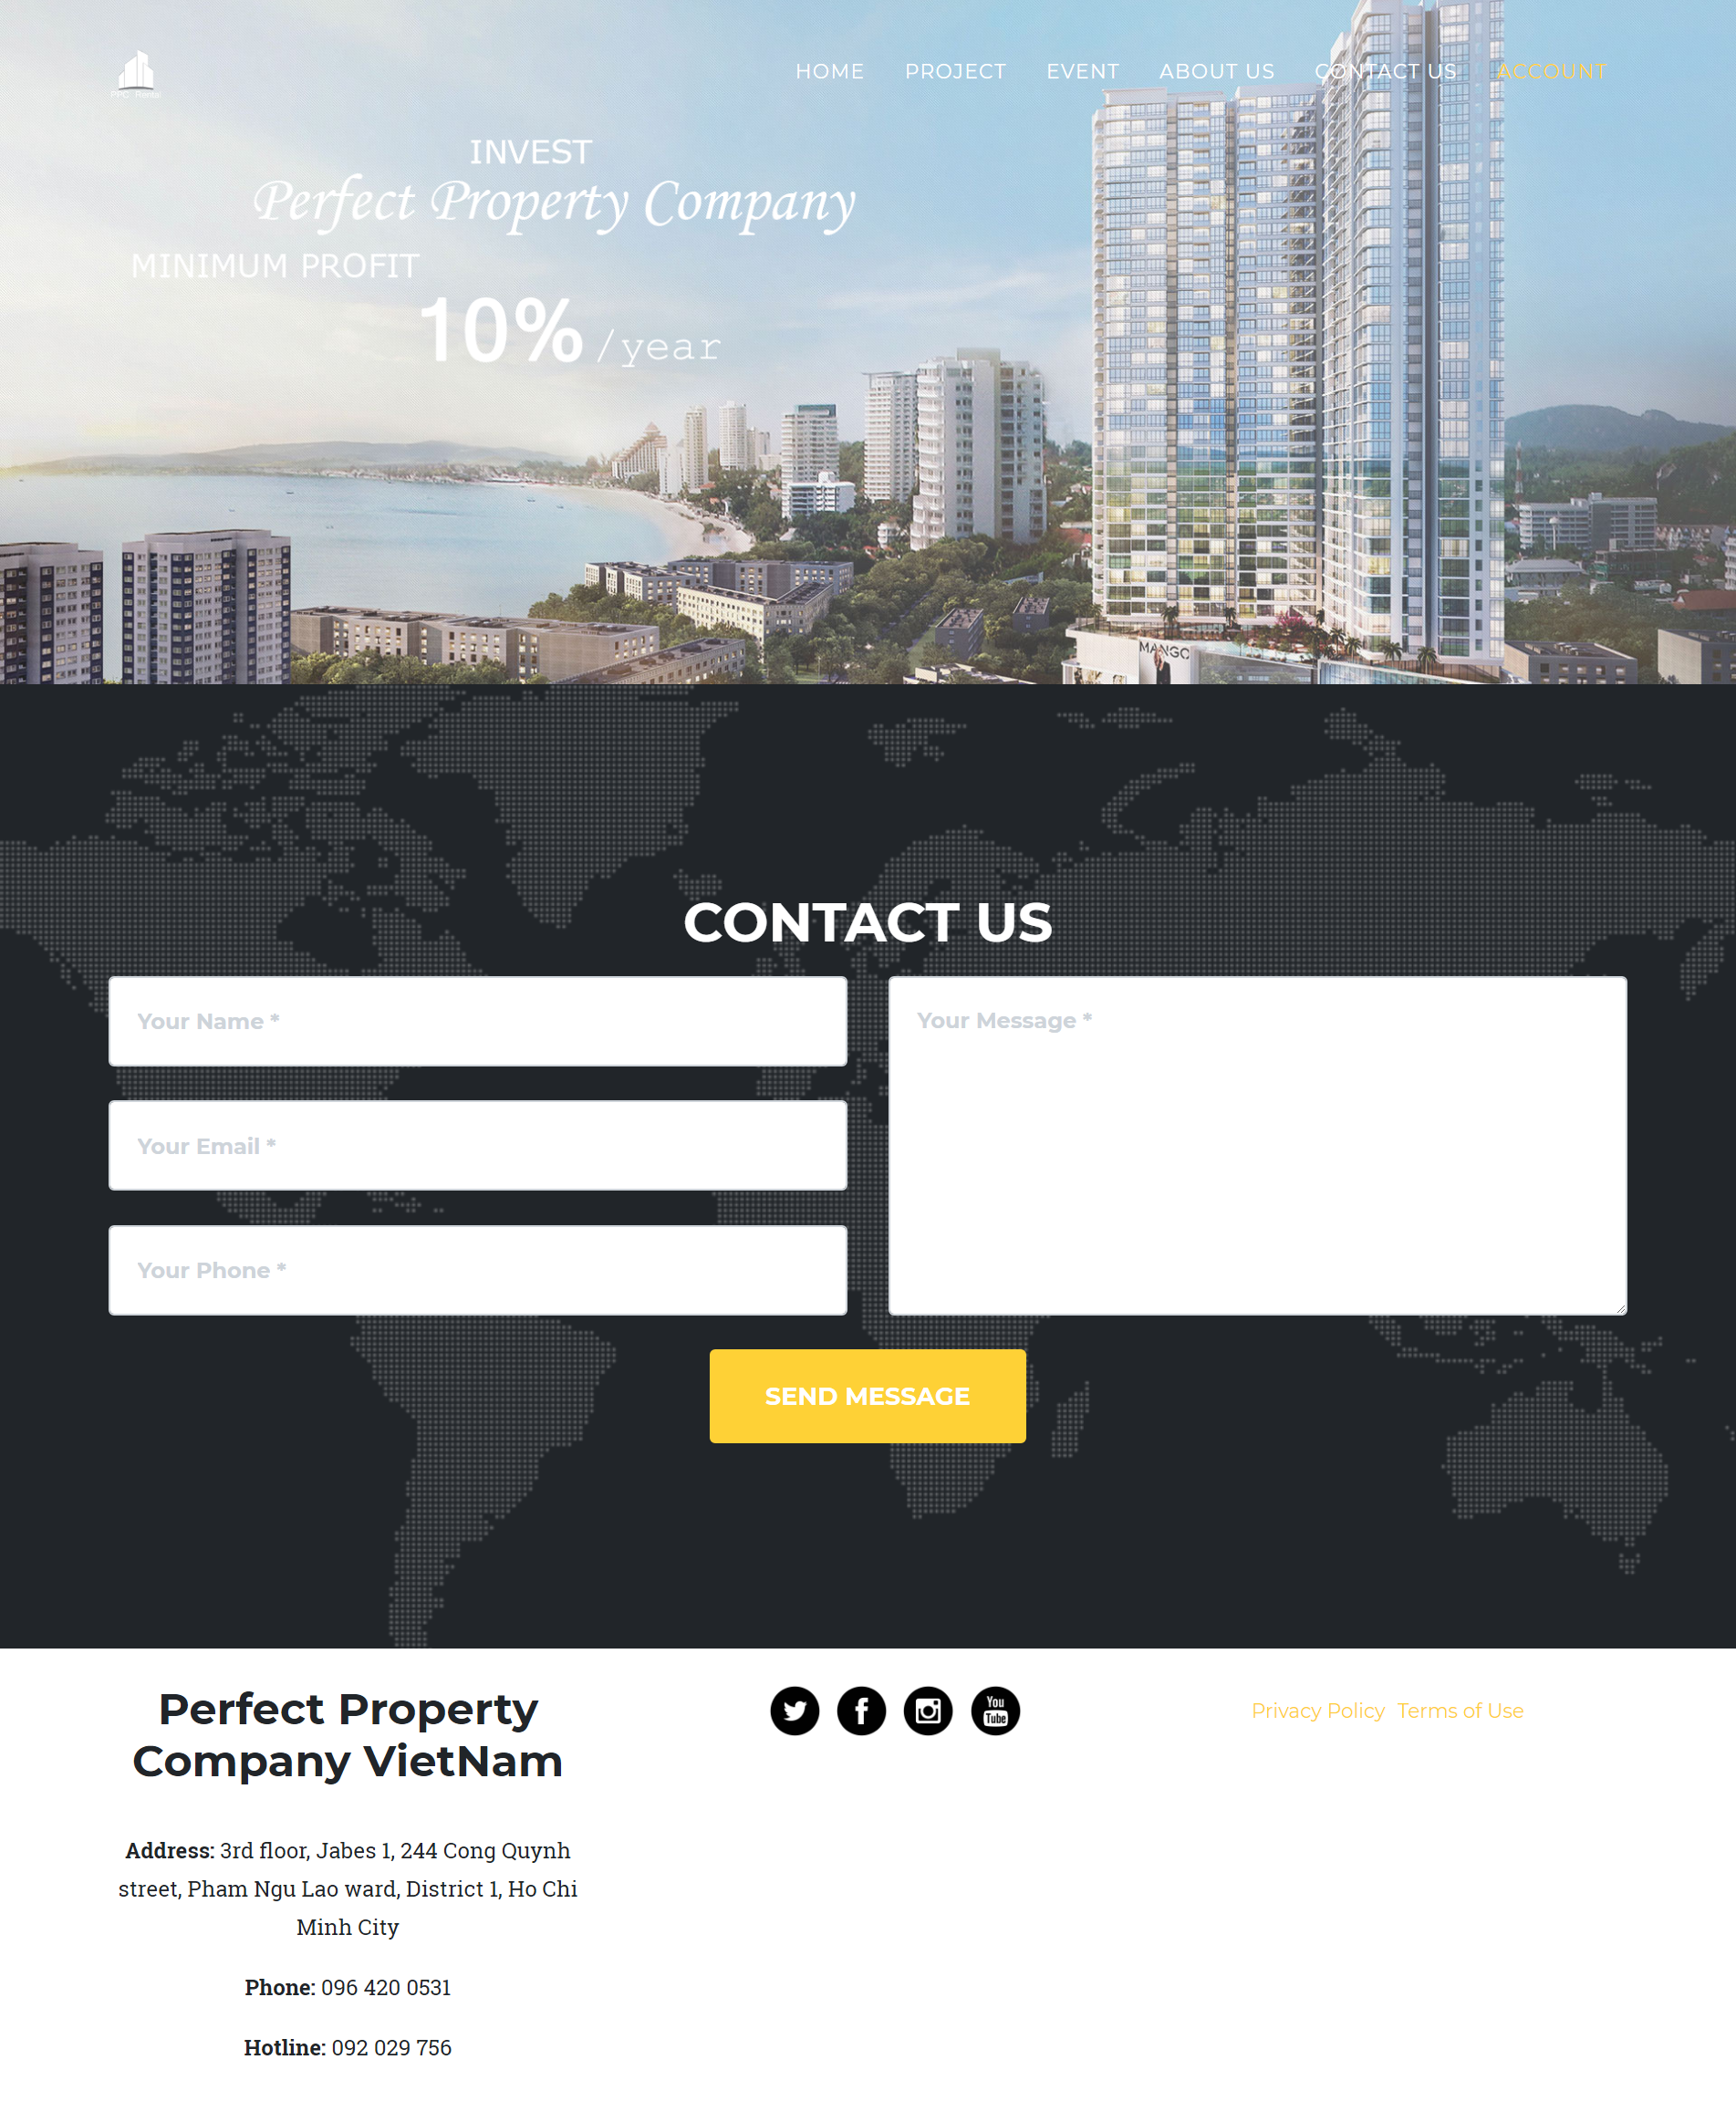 HOME PROJECT EVENT ABOUT US CONTACT US ACCOUNT
PPC Rental
INVEST
Perfect Property Company
MINIMUM PROFIT
10% /year
MANGO
CONTACT US
Your Name *
Your Message *
Your Email *
Your Phone *
SEND MESSAGE
Perfect Property
Company VietNam
You
Tube
Privacy Policy Terms of Use
Address: 3rd floor, Jabes 1, 244 Cong Quynh
street, Pham Ngu Lao ward, District 1, Ho Chi
Minh City
Phone: 096 420 0531
Hotline: 092 029 756